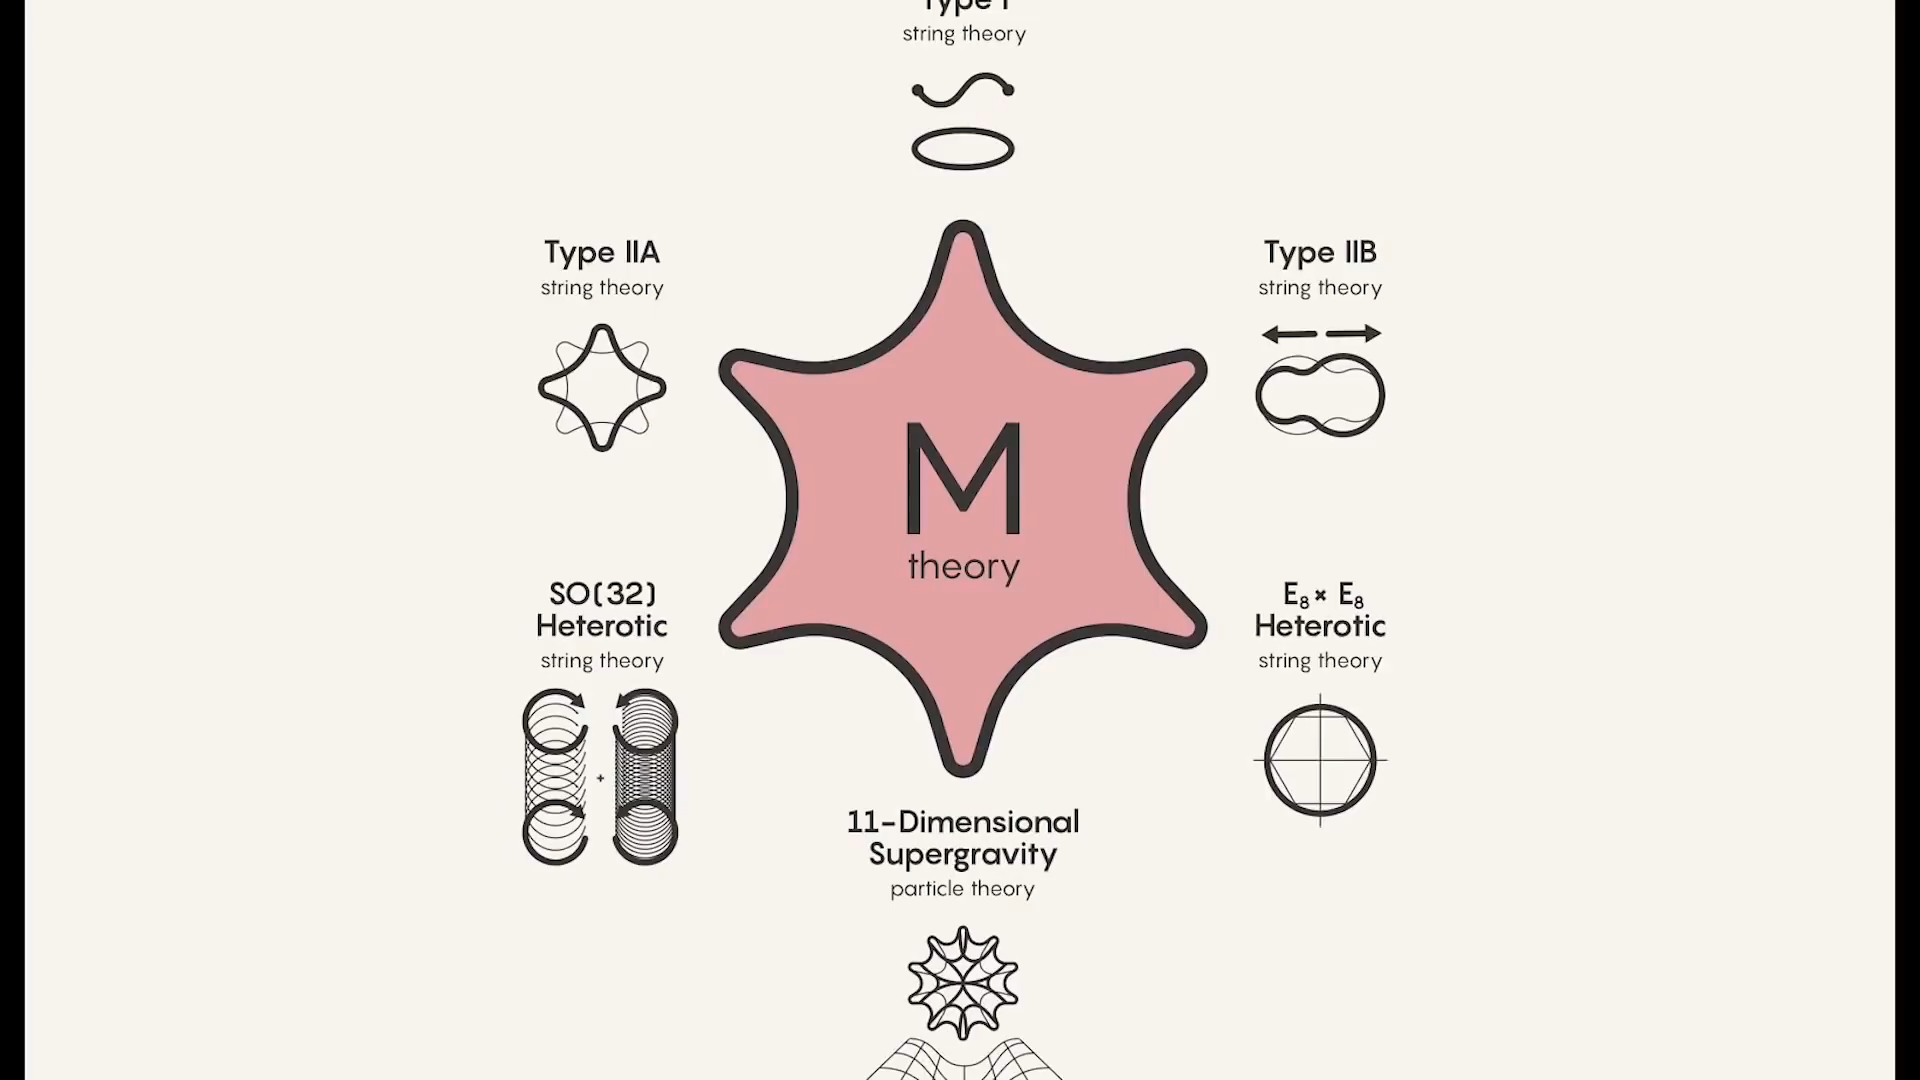 Type I
string theory
Type IIA
string theory
Type IIB
string theory
M
theory
SO(32)
Heterotic
string theory
E₈ × E₈
Heterotic
string theory
11-Dimensional
Supergravity
particle theory